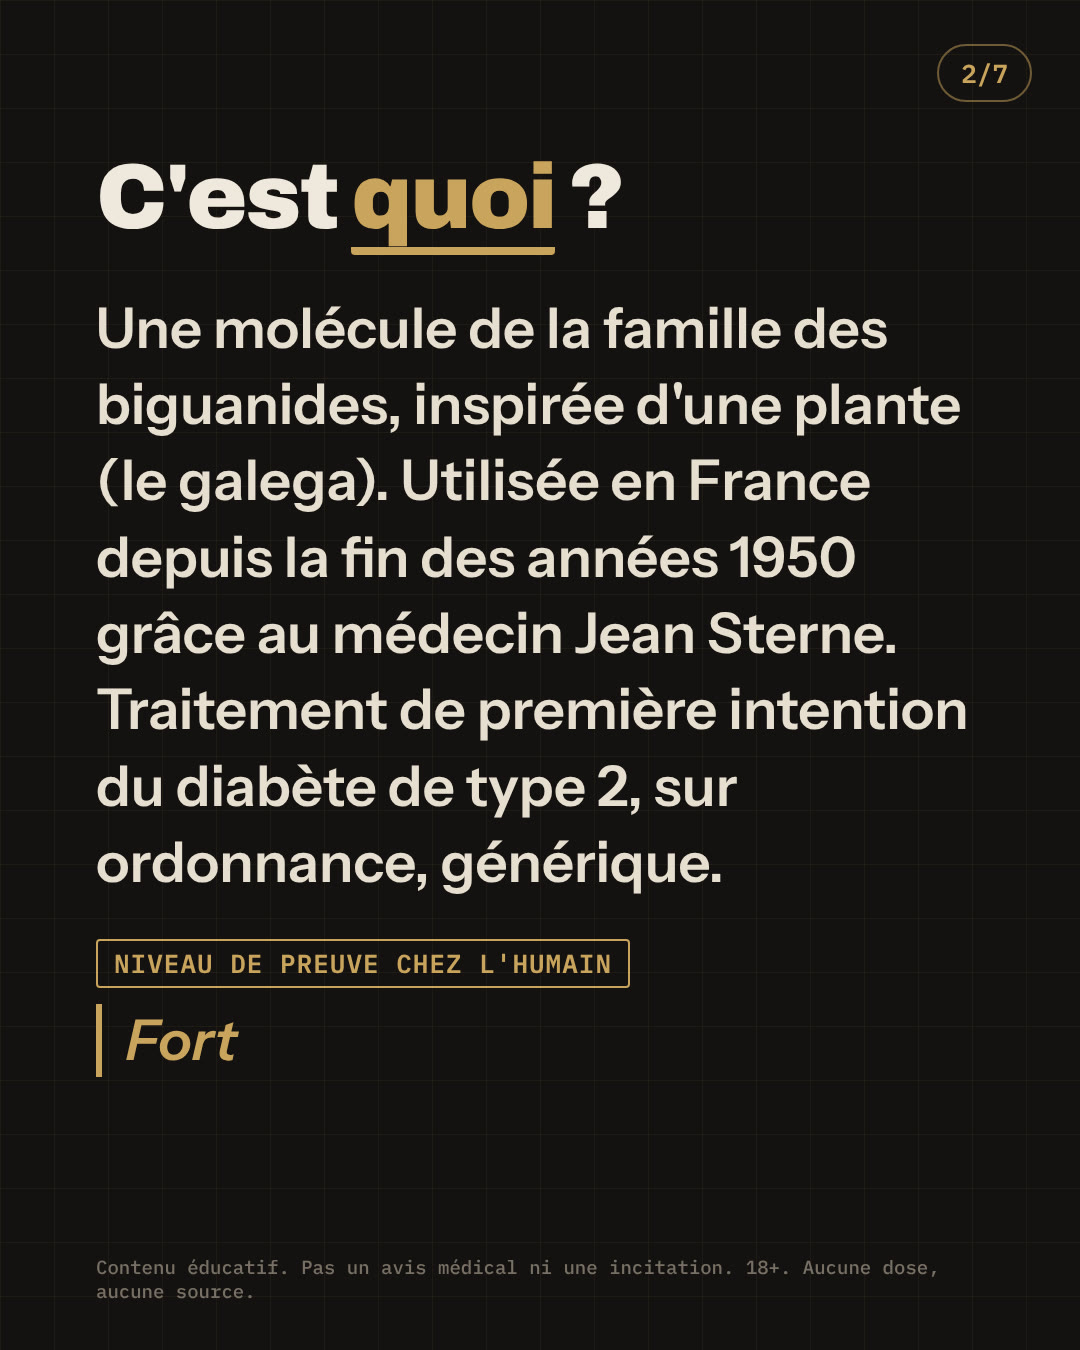 2/7
C'est quoi ?
Une molécule de la famille des
biguanides, inspirée d'une plante
(le galega). Utilisée en France
depuis la fin des années 1950
grâce au médecin Jean Sterne.
Traitement de première intention
du diabète de type 2, sur
ordonnance, générique.
NIVEAU DE PREUVE CHEZ L'HUMAIN
Fort
Contenu éducatif. Pas un avis médical ni une incitation. 18+. Aucune dose,
aucune source.